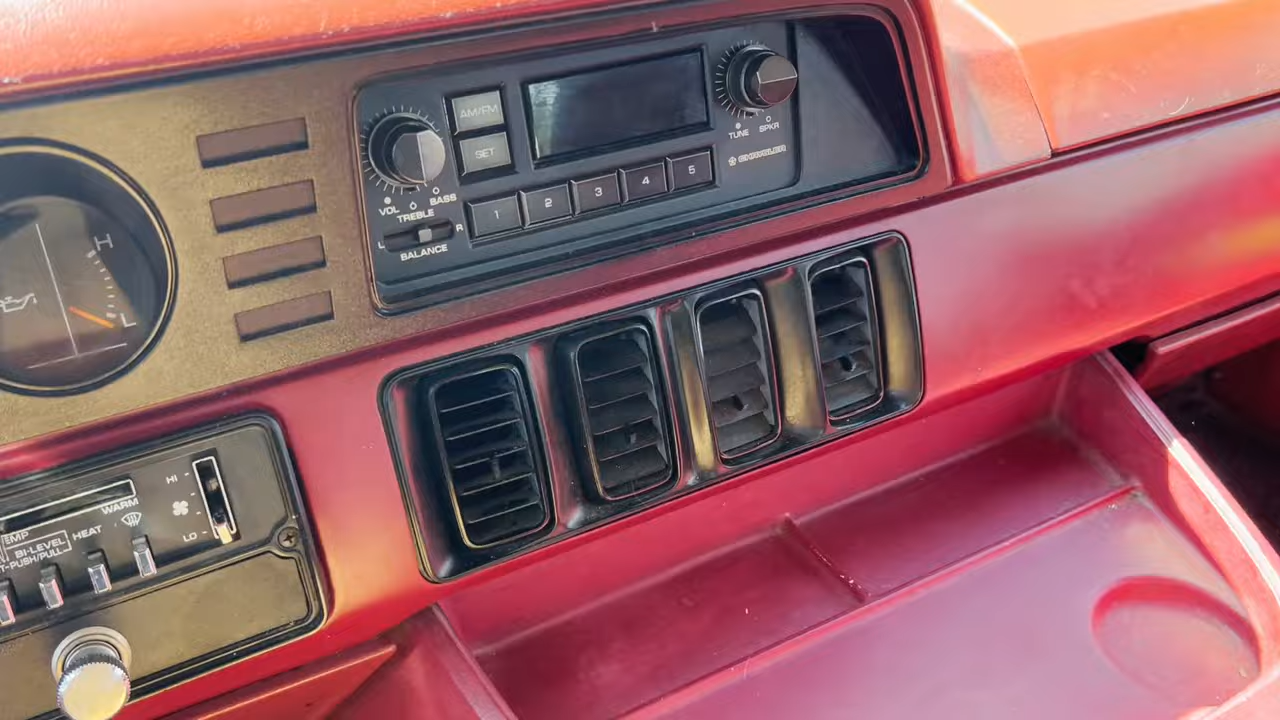 AM/FM
SET
VOL
BASS
TREBLE
L
R
BALANCE
1
2
3
4
5
TUNE
SPKR
CHRYSLER
H
L
HI
LO
WARM
HEAT
BI-LEVEL